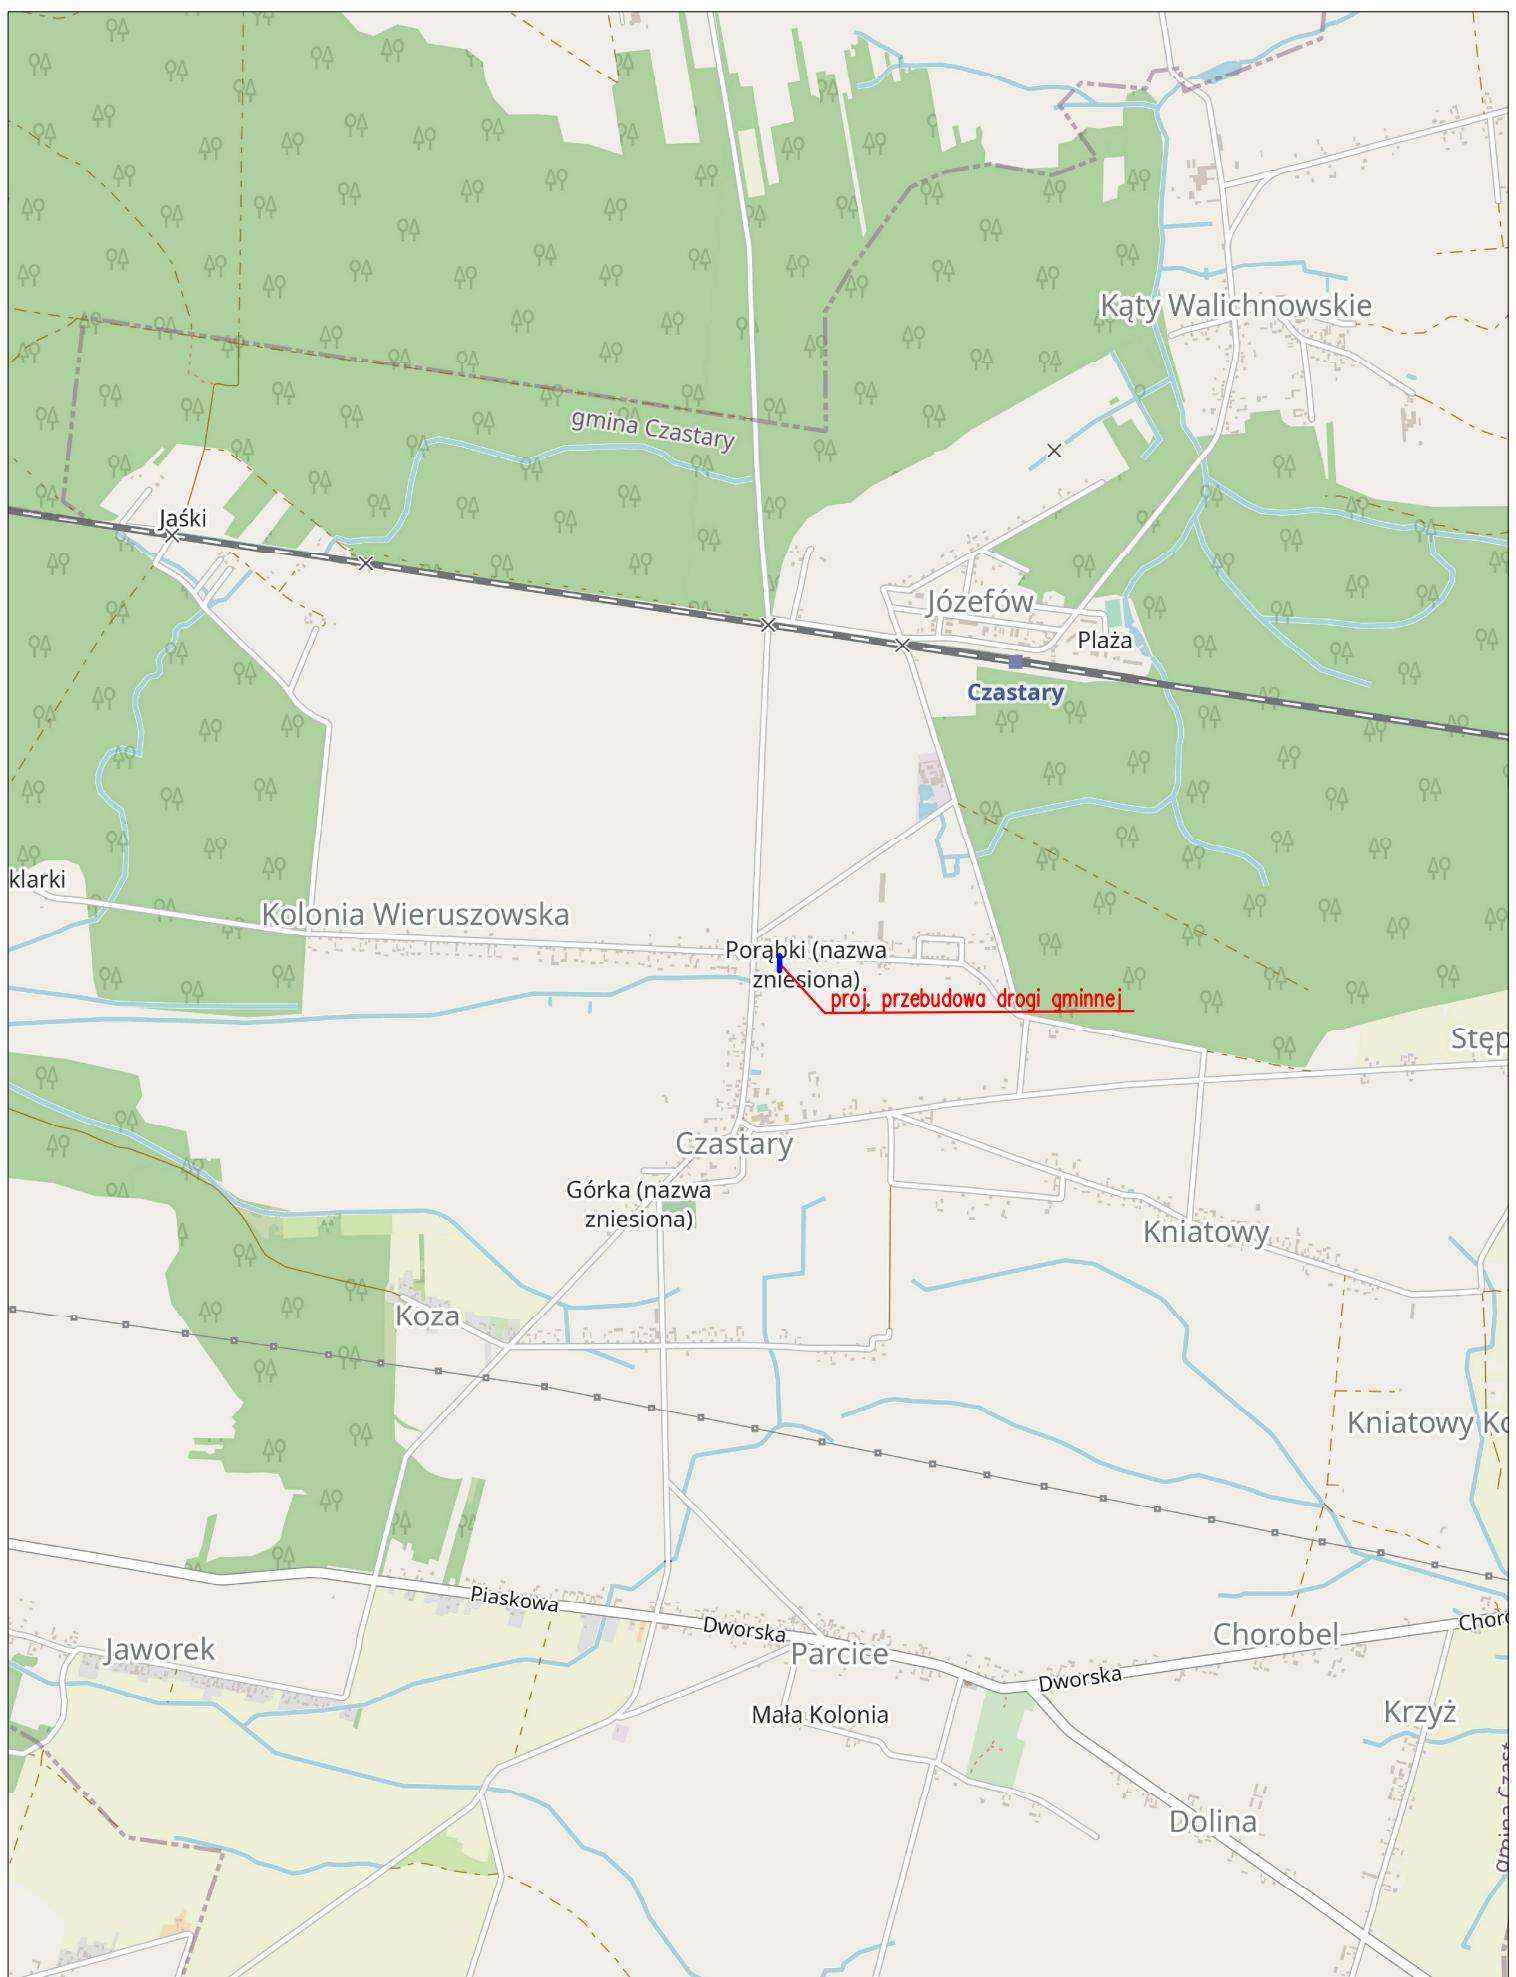 Kąty Walichnowskie
gmina Czastary
Jaśki
Józefów
Plaża
Czastary
klarki
Kolonia Wieruszowska
Porąbki (nazwa
zniesiona)
proj. przebudowa drogi gminnej
Stęp
Czastary
Górka (nazwa
zniesiona)
Kniatowy
Koza
Kniatowy Ko
Piaskowa
Dworska
Chorobel
Choro
Jaworek
Parcice
Dworska
Mała Kolonia
Krzyż
gmina Czast
Dolina